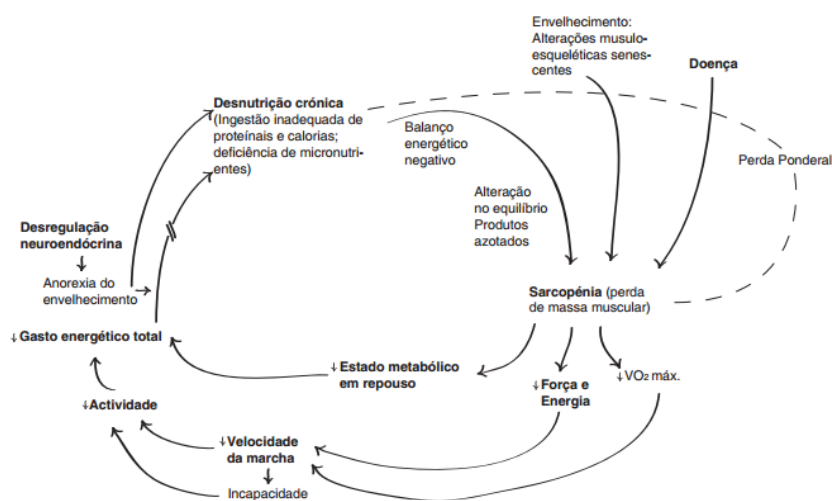 Envelhecimento:
Alterações musulo-
esqueléticas senes-
centes
Doença
Desnutrição crónica
(Ingestão inadequada de
proteínais e calorias;
deficiência de micronutri-
entes)
Balanço
energético
negativo
Perda Ponderal
Alteração
no equilíbrio
Produtos
azotados
Desregulação
neuroendócrina
Anorexia do
envelhecimento
Sarcopénia (perda
de massa muscular)
↓Gasto energético total
↓Estado metabólico
em repouso
↓Força e
Energia
↓VO₂ máx.
↓Actividade
↓Velocidade
da marcha
Incapacidade